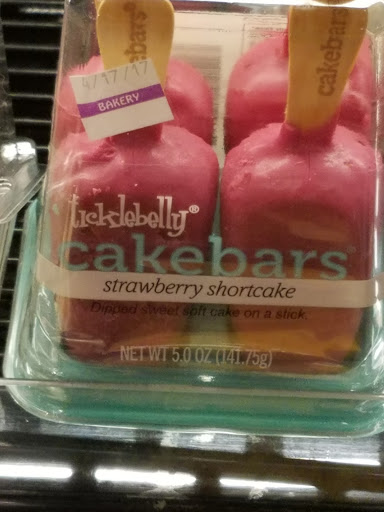 ebars®
cakebars
BAKERY
ticklebelly®
cakebars
strawberry shortcake
Dipped sweet soft cake on a stick.
NET WT 5.0 OZ (141.75g)